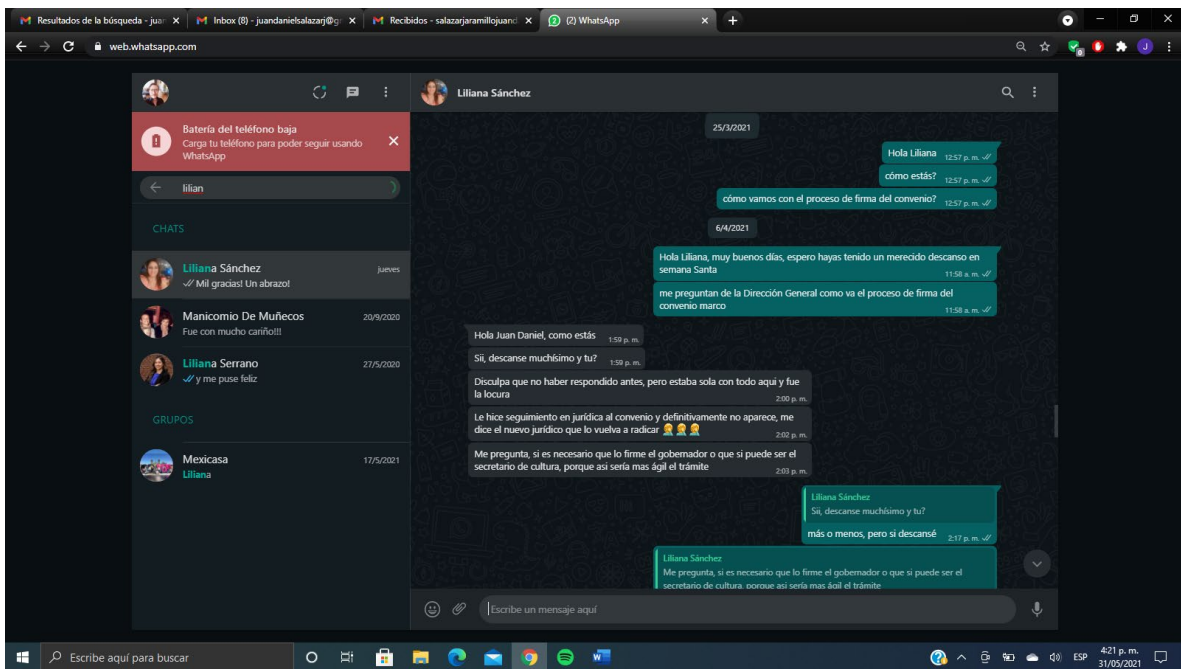 Resultados de la búsqueda - juar
Inbox (8) - juandanielsalazarj@g
Recibidos - salazarjaramillojuand
(2) WhatsApp
web.whatsapp.com
Liliana Sánchez
Batería del teléfono baja
Carga tu teléfono para poder seguir usando
WhatsApp
lilian
CHATS
Liliana Sánchez
jueves
Mil gracias! Un abrazo!
Manicomio De Muñecos
20/9/2020
Fue con mucho cariño!!!
Liliana Serrano
27/5/2020
y me puse feliz
GRUPOS
Mexicasa
17/5/2021
Liliana
25/3/2021
Hola Liliana 12:57 p. m.
cómo estás? 12:57 p. m.
cómo vamos con el proceso de firma del convenio? 12:57 p. m.
6/4/2021
Hola Liliana, muy buenos días, espero hayas tenido un merecido descanso en
semana Santa
11:58 a. m.
me preguntan de la Dirección General como va el proceso de firma del
convenio marco
11:58 a. m.
Hola Juan Daniel, como estás 1:59 p. m.
Sii, descanse muchísimo y tu? 1:59 p. m.
Disculpa que no haber respondido antes, pero estaba sola con todo aqui y fue
la locura
2:00 p. m.
Le hice seguimiento en jurídica al convenio y definitivamente no aparece, me
dice el nuevo jurídico que lo vuelva a radicar 🤦‍♀️🤦‍♀️🤦‍♀️
2:02 p. m.
Me pregunta, si es necesario que lo firme el gobernador o que si puede ser el
secretario de cultura, porque asi sería mas ágil el trámite
2:03 p. m.
Liliana Sánchez
Sii, descanse muchísimo y tu?
más o menos, pero si descansé 2:17 p. m.
Liliana Sánchez
Me pregunta, si es necesario que lo firme el gobernador o que si puede ser el
secretario de cultura, porque asi sería mas ágil el trámite
Escribe un mensaje aquí
Escribe aquí para buscar
ESP
4:21 p. m.
31/05/2021